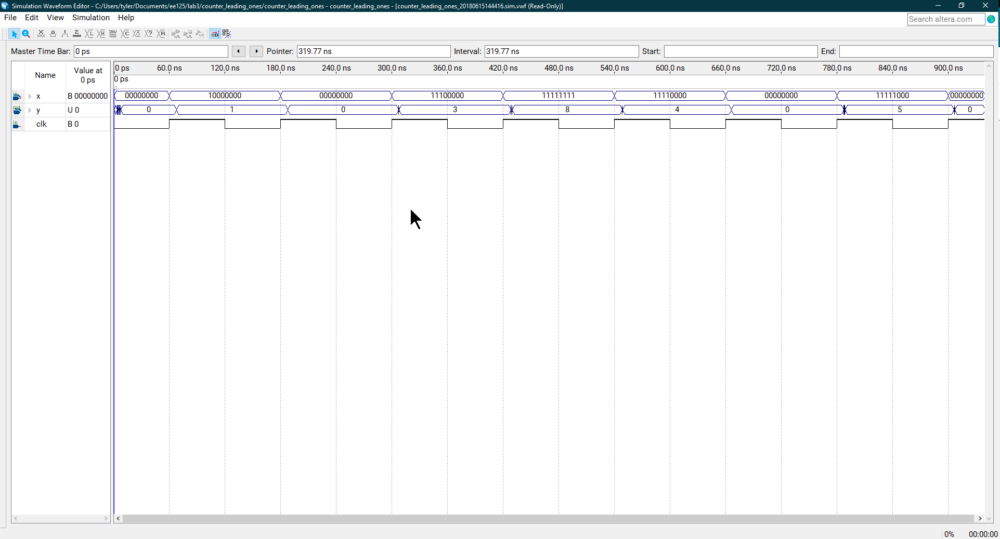 Simulation Waveform Editor - C:/Users/tyler/Documents/ee125/lab3/counter_leading_ones/counter_leading_ones - counter_leading_ones - [counter_leading_ones_20180615144416.sim.vwf (Read-Only)]
File Edit View Simulation Help
Search altera.com
Master Time Bar: 0 ps Pointer: 319.77 ns Interval: 319.77 ns Start: End:
Name Value at 0 ps
0 ps 60.0 ns 120.0 ns 180.0 ns 240.0 ns 300.0 ns 360.0 ns 420.0 ns 480.0 ns 540.0 ns 600.0 ns 660.0 ns 720.0 ns 780.0 ns 840.0 ns 900.0 ns
0 ps
in x B 00000000 00000000 10000000 00000000 11100000 11111111 11110000 00000000 11111000 00000000
out y U 0 0 1 0 3 8 4 0 5 0
in clk B 0
0% 00:00:00